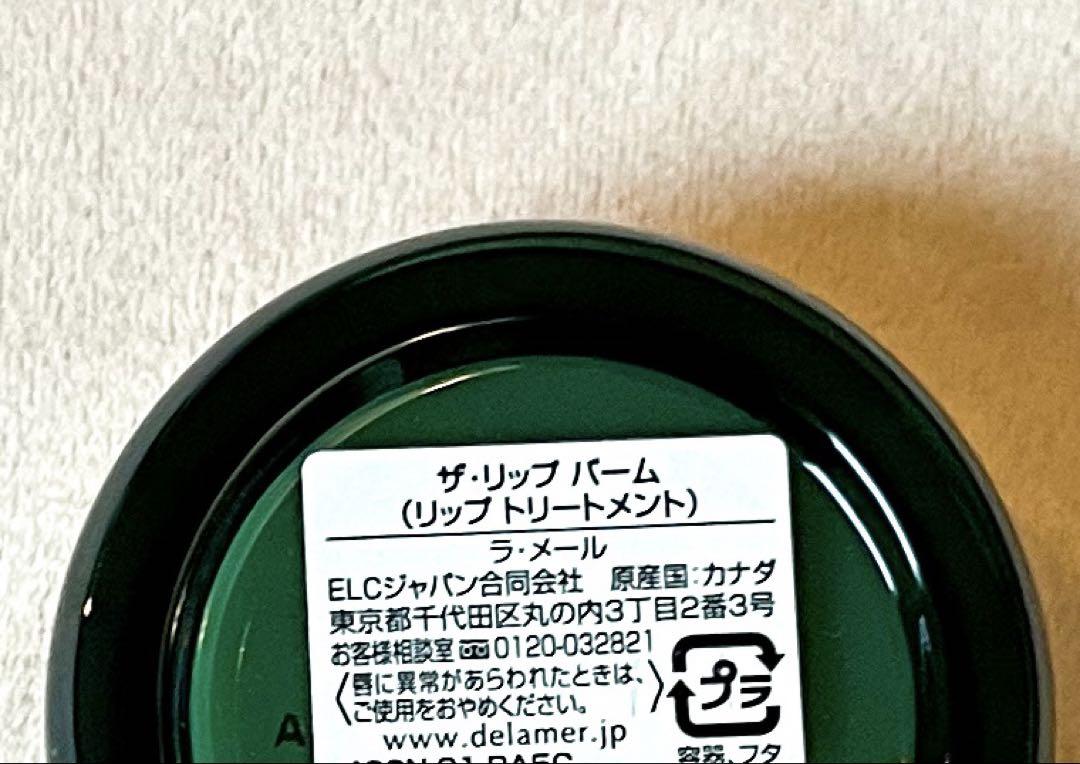 ザ・リップ バーム
(リップ トリートメント)
ラ・メール
ELCジャパン合同会社 原産国:カナダ
東京都千代田区丸の内3丁目2番3号
お客様相談室 0120-032821
〈唇に異常があらわれたときは、
ご使用をおやめください。〉
プラ
www.delamer.jp
容器、フタ
A